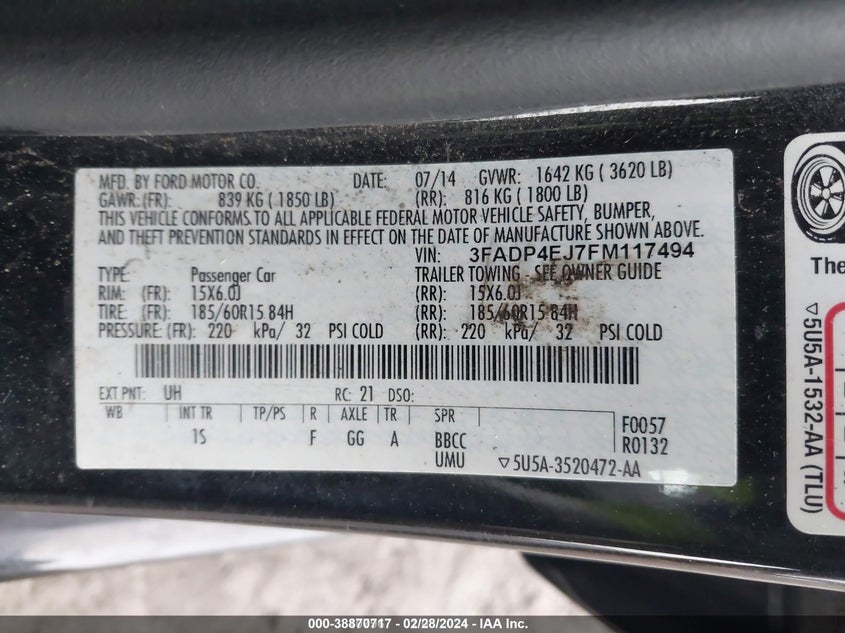 MFD. BY FORD MOTOR CO. DATE: 07/14 GVWR: 1642 KG ( 3620 LB)
GAWR: (FR): 839 KG ( 1850 LB) (RR): 816 KG ( 1800 LB)
THIS VEHICLE CONFORMS TO ALL APPLICABLE FEDERAL MOTOR VEHICLE SAFETY, BUMPER,
AND THEFT PREVENTION STANDARDS IN EFFECT ON THE DATE OF MANUFACTURE SHOWN ABOVE.
VIN: 3FADP4EJ7FM117494
TYPE: Passenger Car TRAILER TOWING - SEE OWNER GUIDE
RIM: (FR): 15X6.0J (RR): 15X6.0J
TIRE: (FR): 185/60R15 84H (RR): 185/60R15 84H
PRESSURE: (FR): 220 kPa/ 32 PSI COLD (RR): 220 kPa/ 32 PSI COLD
EXT PNT: UH RC: 21 DSO:
WB INT TR TP/PS R AXLE TR SPR
1S F GG A BBCC
UMU
F0057
R0132
▽5U5A-3520472-AA
The
▽5U5A-1532-AA (TLU)
000-38870717 - 02/28/2024 - IAA Inc.